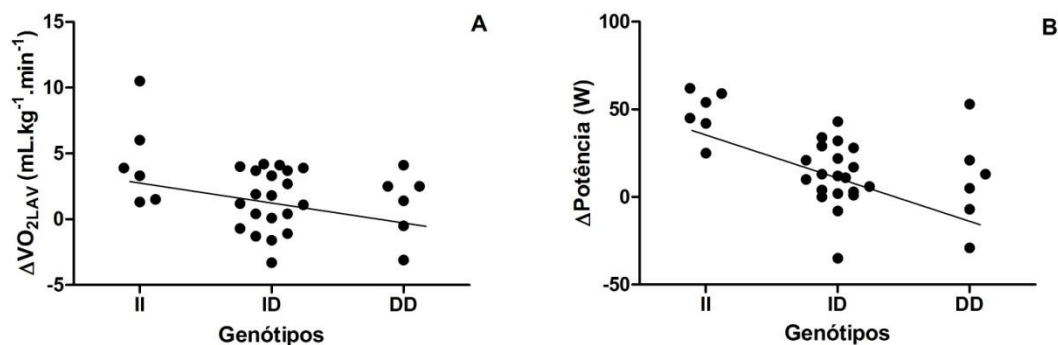 A
ΔVO2LAV (mL.kg-1.min-1)
15
10
5
0
-5
II
ID
DD
Genótipos
B
ΔPotência (W)
100
50
0
-50
II
ID
DD
Genótipos